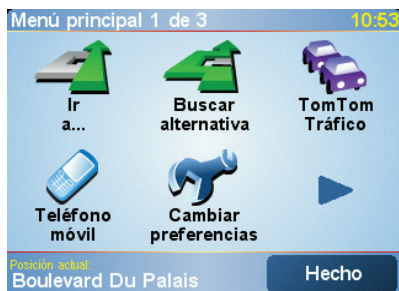 Menú principal 1 de 3 10:53
Ir
a...
Buscar
alternativa
TomTom
Tráfico
Teléfono
móvil
Cambiar
preferencias
Posición actual:
Boulevard Du Palais
Hecho